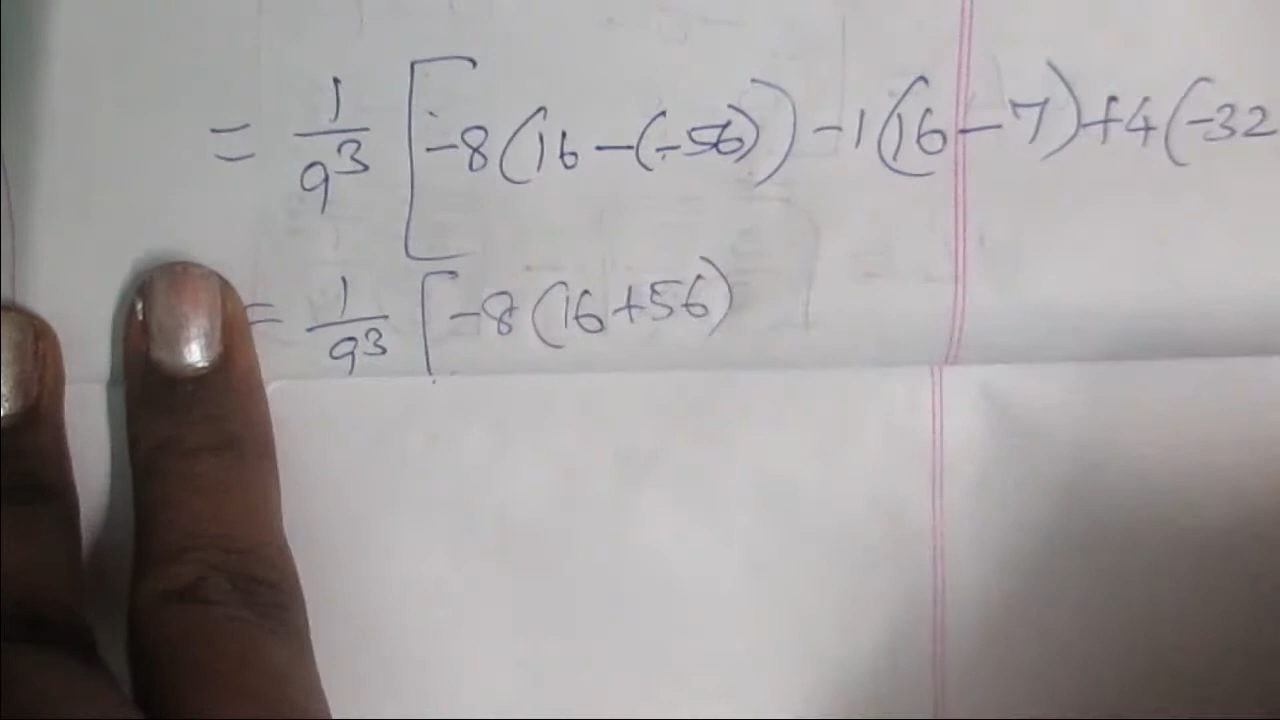 = 1/9³ [-8(16-(-56))-1(16-7)+4(-32
= 1/9³ [-8(16+56)